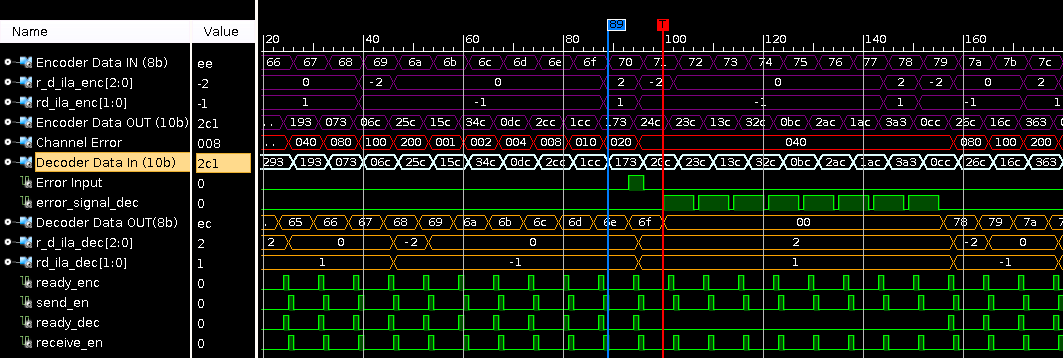 89 T
Name Value 20 40 60 80 100 120 140 160
Encoder Data IN (8b) ee 66 67 68 69 6a 6b 6c 6d 6e 6f 70 71 72 73 74 75 76 77 78 79 7a 7b 7c
r_d_ila_enc[2:0] -2 0 -2 0 2 -2 0 2 -2 0 2
rd_ila_enc[1:0] -1 1 -1 1 -1 1 -1 1
Encoder Data OUT (10b) 2c1 .. 193 073 06c 25c 15c 34c 0dc 2cc 1cc 173 24c 23c 13c 32c 0bc 2ac 1ac 3a3 0cc 26c 16c 363
Channel Error 008 .. 040 080 100 200 001 002 004 008 010 020 040 080 100 200
Decoder Data In (10b) 2c1 293 193 073 06c 25c 15c 34c 0dc 2cc 1cc 173 20c 23c 13c 32c 0bc 2ac 1ac 3a3 0cc 26c 16c 363
Error Input 0
error_signal_dec 0
Decoder Data OUT(8b) ec . 65 66 67 68 69 6a 6b 6c 6d 6e 6f 00 78 79 7a
r_d_ila_dec[2:0] 2 2 0 -2 0 2 -2 0
rd_ila_dec[1:0] 1 1 -1 1 -1
ready_enc 0
send_en 0
ready_dec 0
receive_en 0